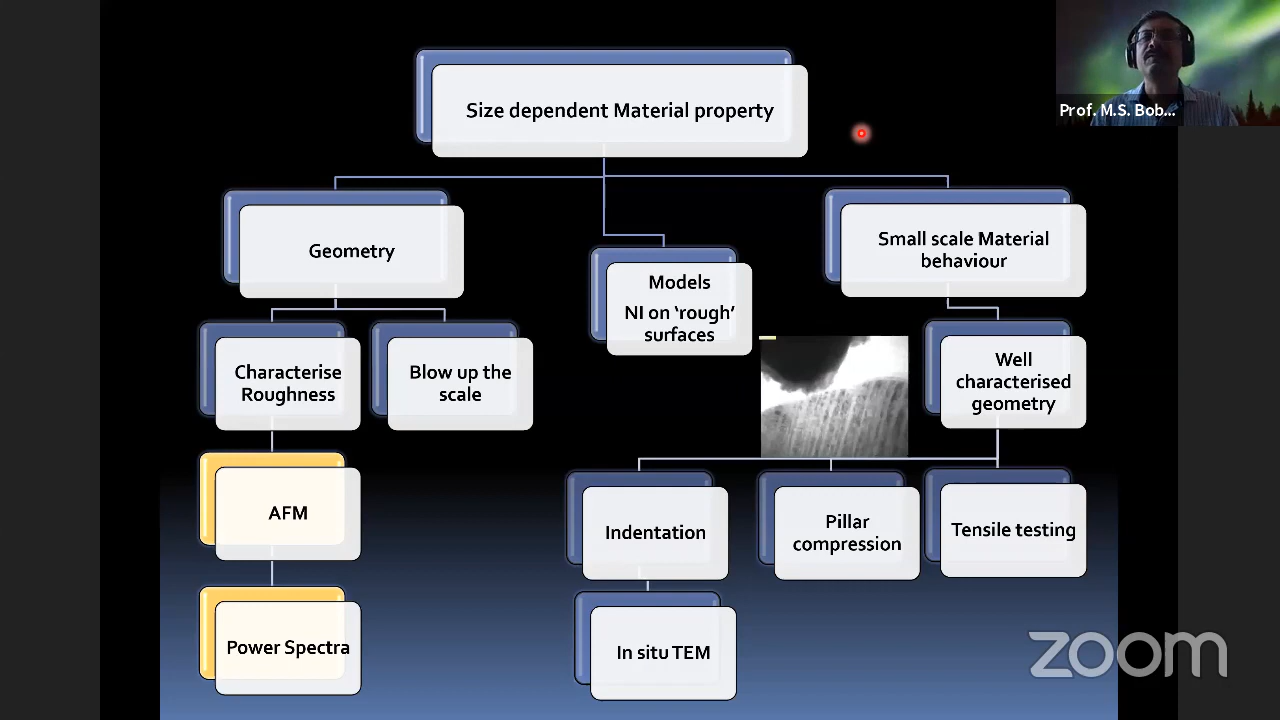 Prof. M.S. Bob...
Size dependent Material property
Geometry
Models
NI on ‘rough’
surfaces
Small scale Material
behaviour
Characterise
Roughness
Blow up the
scale
Well
characterised
geometry
AFM
Indentation
Pillar
compression
Tensile testing
Power Spectra
In situ TEM
zoom